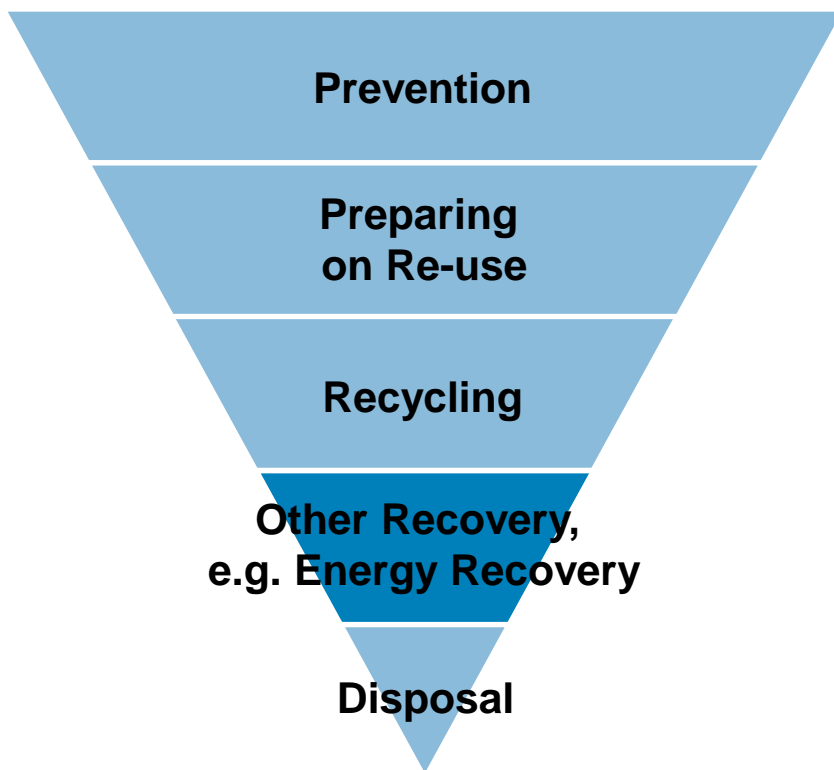 Prevention
Preparing
on Re-use
Recycling
Other Recovery,
e.g. Energy Recovery
Disposal